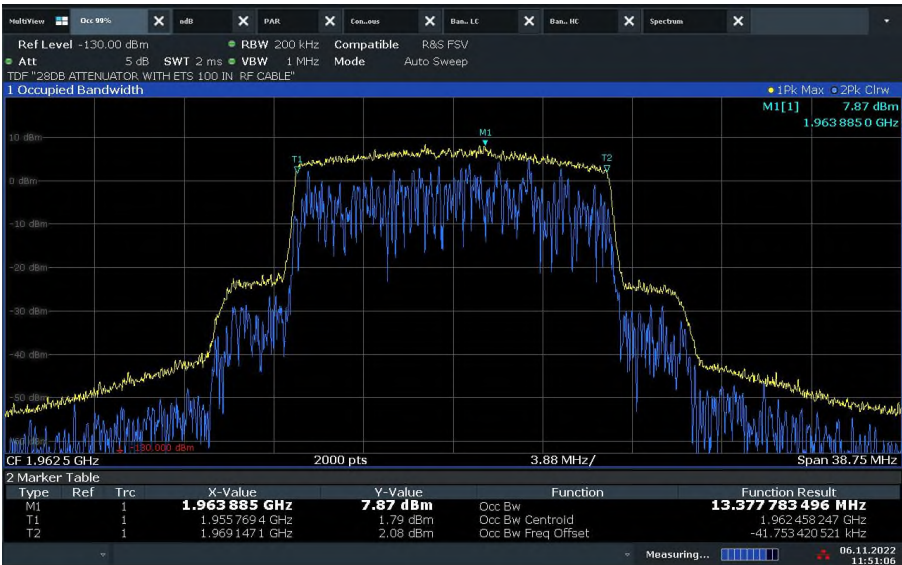 MultiView Occ 99% ndB PAR Con..ous Ban.. LC Ban.. HC Spectrum
Ref Level -130.00 dBm RBW 200 kHz Compatible R&S FSV
Att 5 dB SWT 2 ms VBW 1 MHz Mode Auto Sweep
TDF "28DB ATTENUATOR WITH ETS 100 IN RF CABLE"
1 Occupied Bandwidth 1Pk Max 2Pk Clrw
M1[1] 7.87 dBm
1.963 885 0 GHz
M1
10 dBm
T1 T2
0 dBm
-10 dBm
-20 dBm
-30 dBm
-40 dBm
-50 dBm
-60 dBm -130.000 dBm
CF 1.9625 GHz 2000 pts 3.88 MHz/ Span 38.75 MHz
2 Marker Table
Type Ref Trc X-Value Y-Value Function Function Result
M1 1 1.963 885 GHz 7.87 dBm Occ Bw 13.377 783 496 MHz
T1 1 1.955 769 4 GHz 1.79 dBm Occ Bw Centroid 1.962 458 247 GHz
T2 1 1.969 147 1 GHz 2.08 dBm Occ Bw Freq Offset -41.753 420 521 kHz
Measuring... 06.11.2022
11:51:06